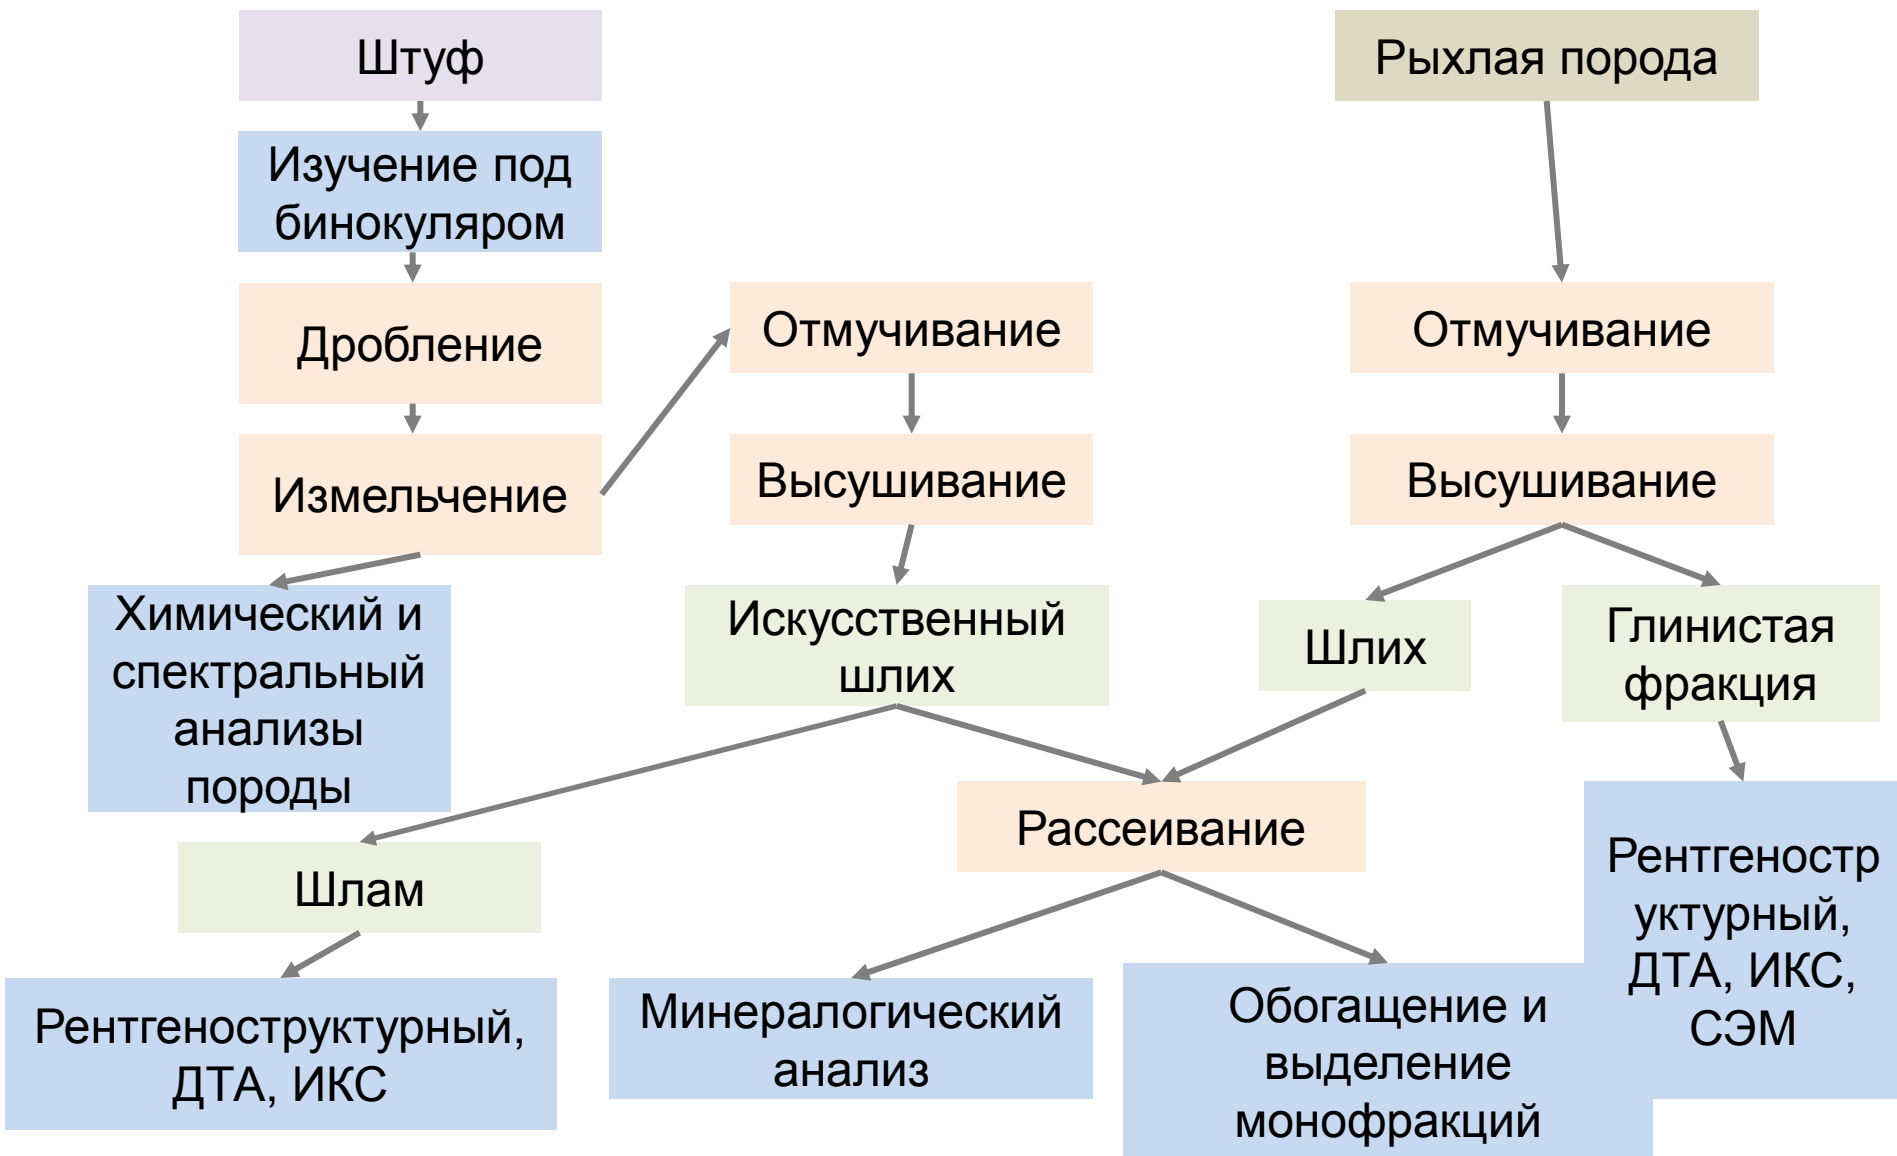 Штуф
Рыхлая порода
Изучение под
бинокуляром
Дробление
Отмучивание
Отмучивание
Измельчение
Высушивание
Высушивание
Химический и
спектральный
анализы
породы
Искусственный
шлих
Шлих
Глинистая
фракция
Шлам
Рассеивание
Рентгеностр
уктурный,
ДТА, ИКС,
СЭМ
Рентгеноструктурный,
ДТА, ИКС
Минералогический
анализ
Обогащение и
выделение
монофракций